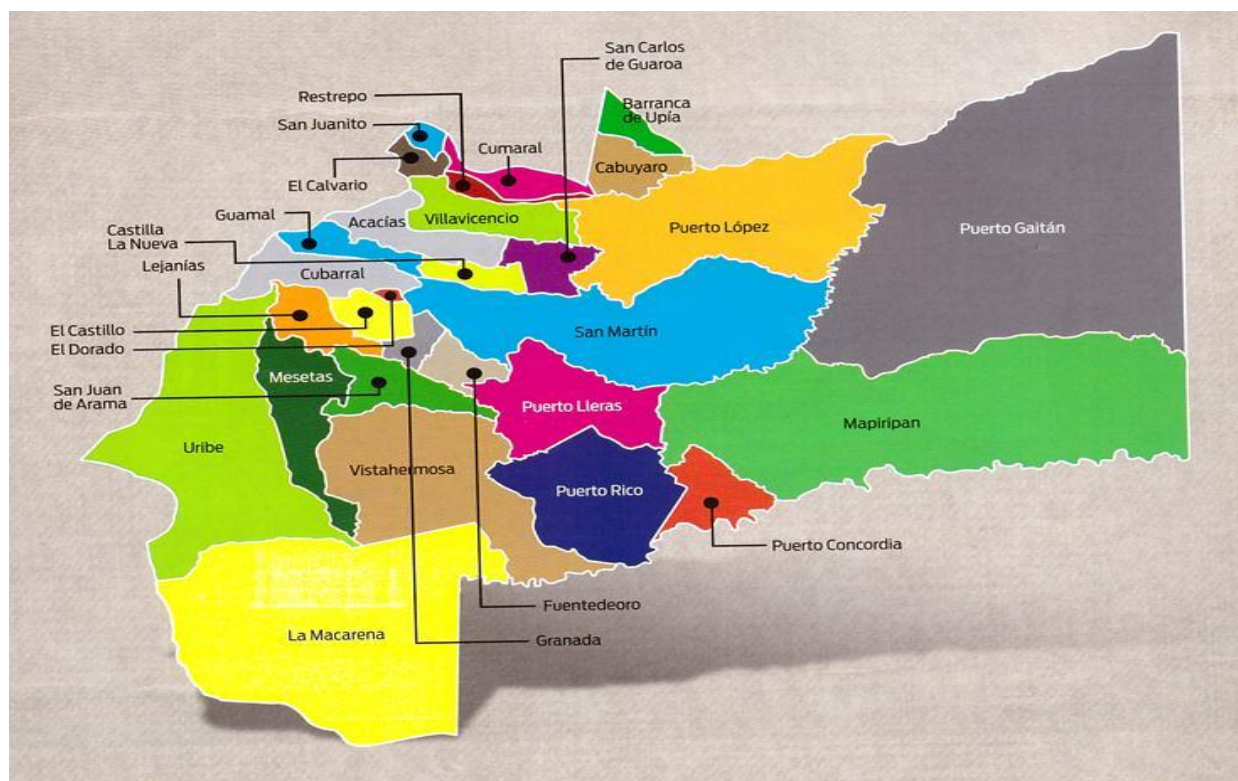 San Carlos
de Guaroa
Restrepo
Barranca
de Upía
San Juanito
Cumaral
Cabuyaro
El Calvario
Guamal
Acacías
Villavicencio
Castilla
La Nueva
Puerto López
Puerto Gaitán
Lejanías
Cubarral
El Castillo
San Martín
El Dorado
Mesetas
San Juan
de Arama
Puerto Lleras
Mapiripan
Uribe
Vistahermosa
Puerto Rico
Puerto Concordia
Fuentedeoro
La Macarena
Granada